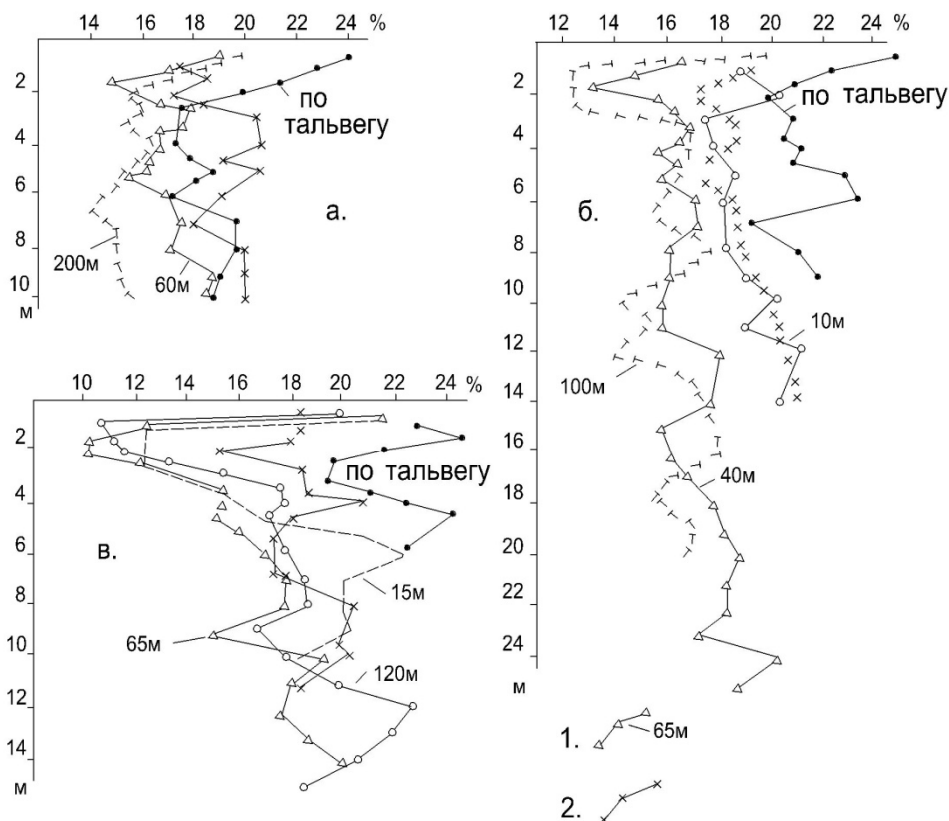 14 16 18 20 22 24 %
2
4
6
8
10
м
по
тальвегу
а.
200м
60м
12 14 16 18 20 22 24 %
2
4
6
8
10
12
14
16
18
20
22
24
м
по
тальвегу
б.
10м
100м
40м
10 12 14 16 18 20 22 24 %
2
4
6
8
10
12
14
м
по тальвегу
в.
15м
65м
120м
1.
65м
2.